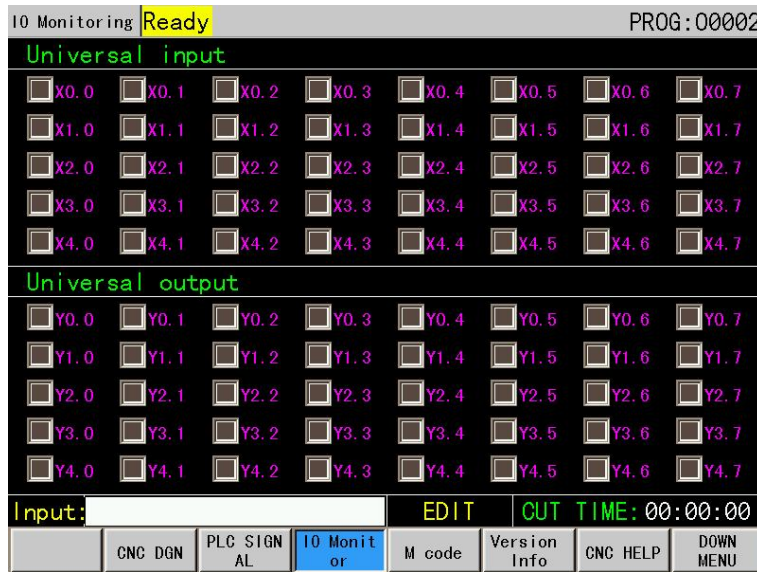 IO Monitoring Ready PROG:O0002
Universal input
X0.0 X0.1 X0.2 X0.3 X0.4 X0.5 X0.6 X0.7
X1.0 X1.1 X1.2 X1.3 X1.4 X1.5 X1.6 X1.7
X2.0 X2.1 X2.2 X2.3 X2.4 X2.5 X2.6 X2.7
X3.0 X3.1 X3.2 X3.3 X3.4 X3.5 X3.6 X3.7
X4.0 X4.1 X4.2 X4.3 X4.4 X4.5 X4.6 X4.7
Universal output
Y0.0 Y0.1 Y0.2 Y0.3 Y0.4 Y0.5 Y0.6 Y0.7
Y1.0 Y1.1 Y1.2 Y1.3 Y1.4 Y1.5 Y1.6 Y1.7
Y2.0 Y2.1 Y2.2 Y2.3 Y2.4 Y2.5 Y2.6 Y2.7
Y3.0 Y3.1 Y3.2 Y3.3 Y3.4 Y3.5 Y3.6 Y3.7
Y4.0 Y4.1 Y4.2 Y4.3 Y4.4 Y4.5 Y4.6 Y4.7
Input: EDIT CUT TIME:00:00:00
CNC DGN
PLC SIGN
AL
IO Monit
or
M code
Version
Info
CNC HELP
DOWN
MENU